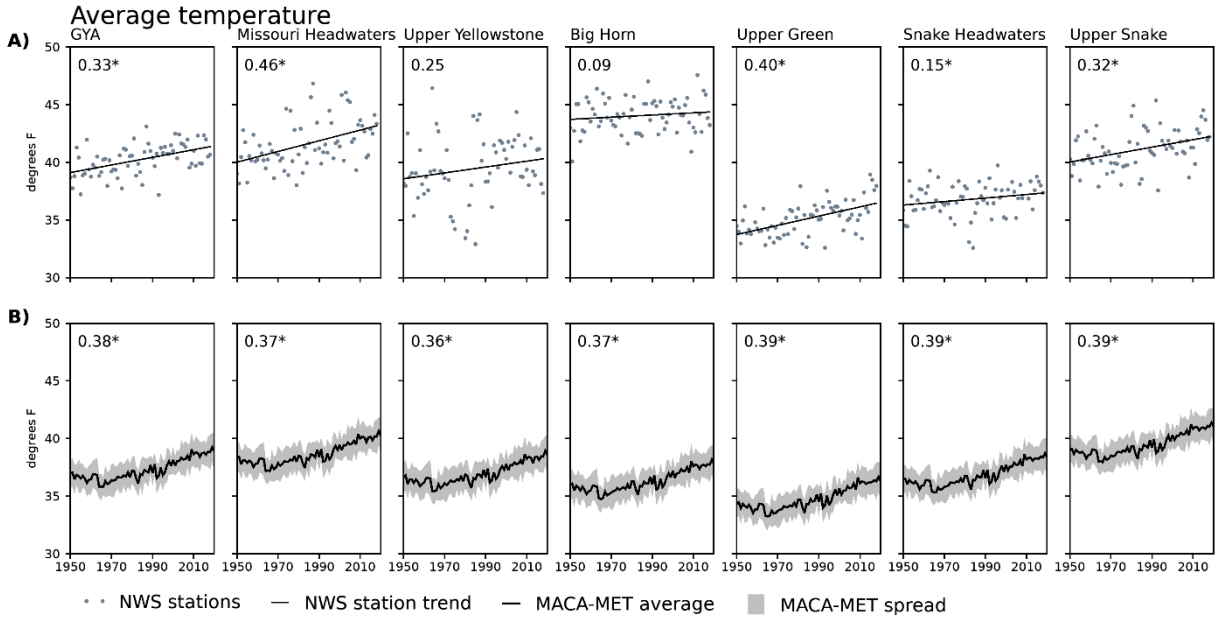 Average temperature
A)
GYA Missouri Headwaters Upper Yellowstone Big Horn Upper Green Snake Headwaters Upper Snake
50
0.33* 0.46* 0.25 0.09 0.40* 0.15* 0.32*
45
40
degrees F
35
30
B)
50
0.38* 0.37* 0.36* 0.37* 0.39* 0.39* 0.39*
45
40
degrees F
35
30
1950 1970 1990 2010 1950 1970 1990 2010 1950 1970 1990 2010 1950 1970 1990 2010 1950 1970 1990 2010 1950 1970 1990 2010 1950 1970 1990 2010
NWS stations NWS station trend MACA-MET average MACA-MET spread